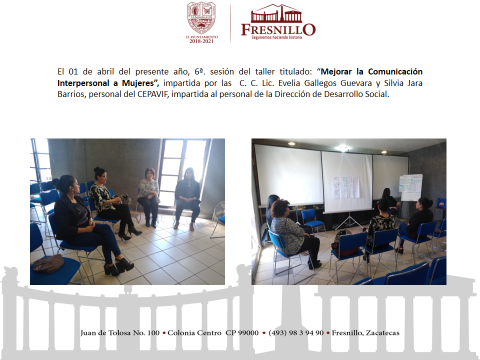 H. AYUNTAMIENTO
2018-2021
FRESNILLO
Seguiremos haciendo historia
El 01 de abril del presente año, 6ª. sesión del taller titulado: “Mejorar la Comunicación
Interpersonal a Mujeres”, impartida por las C. C. Lic. Evelia Gallegos Guevara y Silvia Jara
Barrios, personal del CEPAVIF, impartida al personal de la Dirección de Desarrollo Social.
Juan de Tolosa No. 100 • Colonia Centro CP 99000 • (493) 98 3 94 90 • Fresnillo, Zacatecas